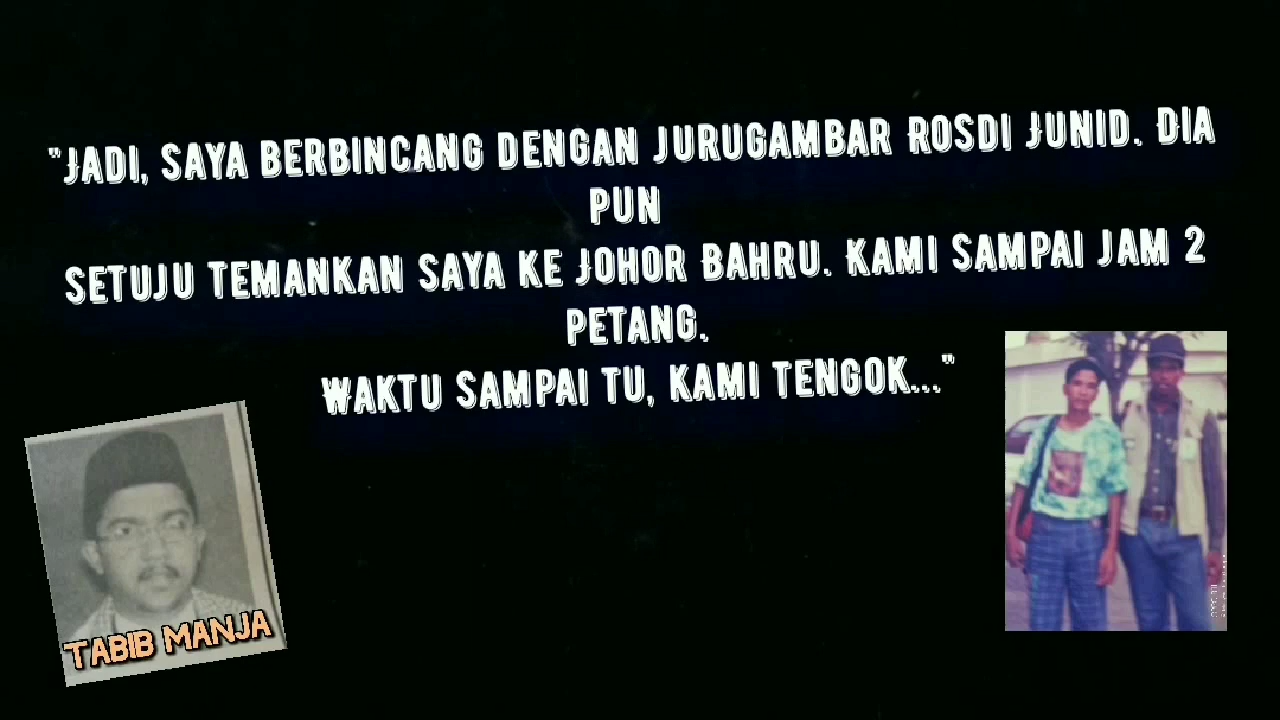 "JADI, SAYA BERBINCANG DENGAN JURUGAMBAR ROSDI JUNID. DIA
PUN
SETUJU TEMANKAN SAYA KE JOHOR BAHRU. KAMI SAMPAI JAM 2
PETANG.
WAKTU SAMPAI TU, KAMI TENGOK..."
TABIB MANJA